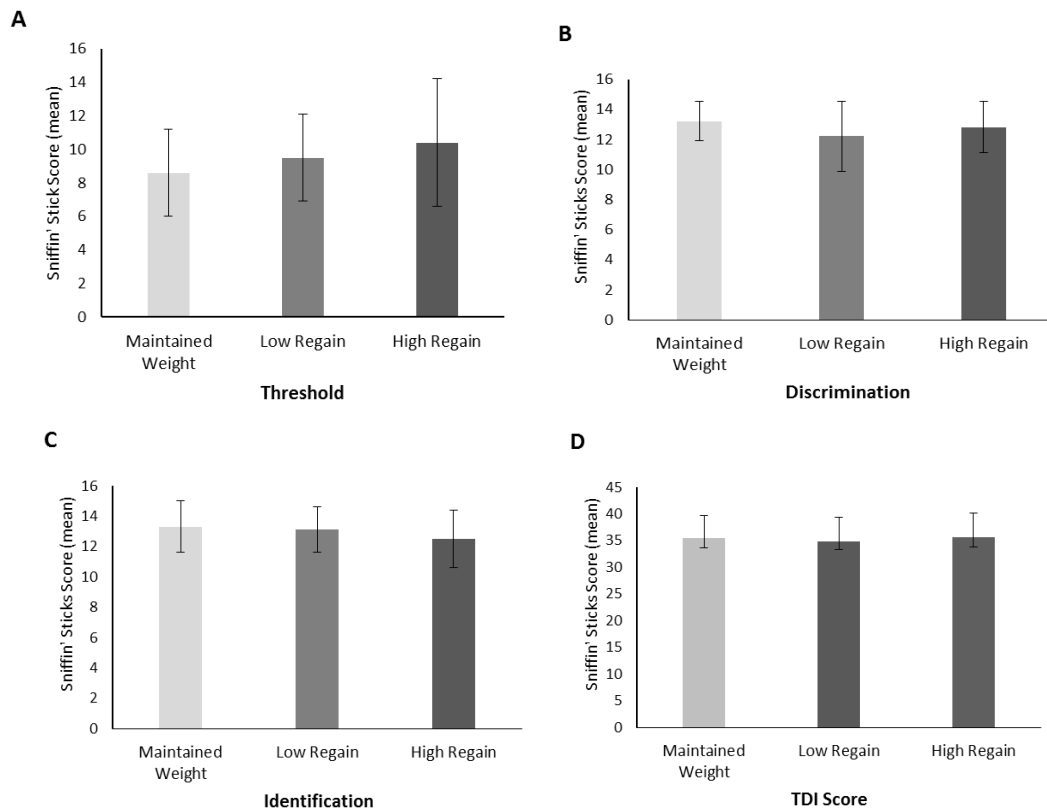 A
Sniffin' Stick Score (mean)
16
14
12
10
8
6
4
2
0
Maintained
Weight
Low Regain
High Regain
Threshold
B
Sniffin' Sticks Score (mean)
16
14
12
10
8
6
4
2
0
Maintained
Weight
Low Regain
High Regain
Discrimination
C
Sniffin' Sticks Score (mean)
16
14
12
10
8
6
4
2
0
Maintained
Weight
Low Regain
High Regain
Identification
D
Sniffin' Sticks Score (mean)
45
40
35
30
25
20
15
10
5
0
Maintained
Weight
Low Regain
High Regain
TDI Score